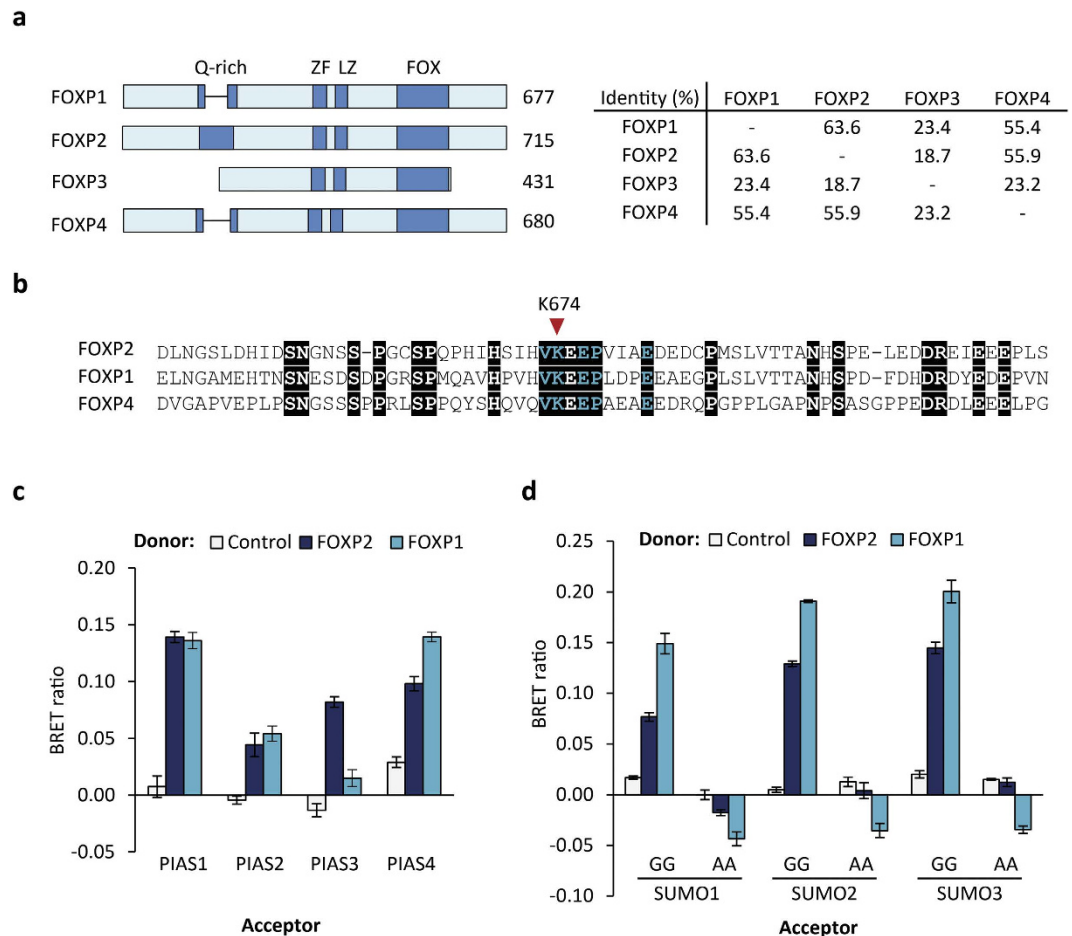 a
Q-rich ZF LZ FOX
FOXP1 677
FOXP2 715
FOXP3 431
FOXP4 680
Identity (%) FOXP1 FOXP2 FOXP3 FOXP4
FOXP1 - 63.6 23.4 55.4
FOXP2 63.6 - 18.7 55.9
FOXP3 23.4 18.7 - 23.2
FOXP4 55.4 55.9 23.2 -
b
K674
FOXP2 DLNGSLDHIDSNGNSS-PGCSPQPHIHSIHVKEEPVIAEDEDCPMSLVTTANHSPE-LEDDREIEEEPLS
FOXP1 ELNGAMEHTNSNESDSDPGRSPMQAVHPVHVKEEPLDPEEAEGPLSLVTTANHSPD-FDHDRDYEDEPVN
FOXP4 DVGAPVEPLPSNGSSSPPRLSPPQYSHQVQVKEEPAEAEEDRQPGPPLGAPNPSASGPPEDRDLEEELPG
c
Donor: Control FOXP2 FOXP1
BRET ratio
0.20
0.15
0.10
0.05
0.00
-0.05
PIAS1 PIAS2 PIAS3 PIAS4
Acceptor
d
Donor: Control FOXP2 FOXP1
BRET ratio
0.25
0.20
0.15
0.10
0.05
0.00
-0.05
-0.10
GG AA GG AA GG AA
SUMO1 SUMO2 SUMO3
Acceptor